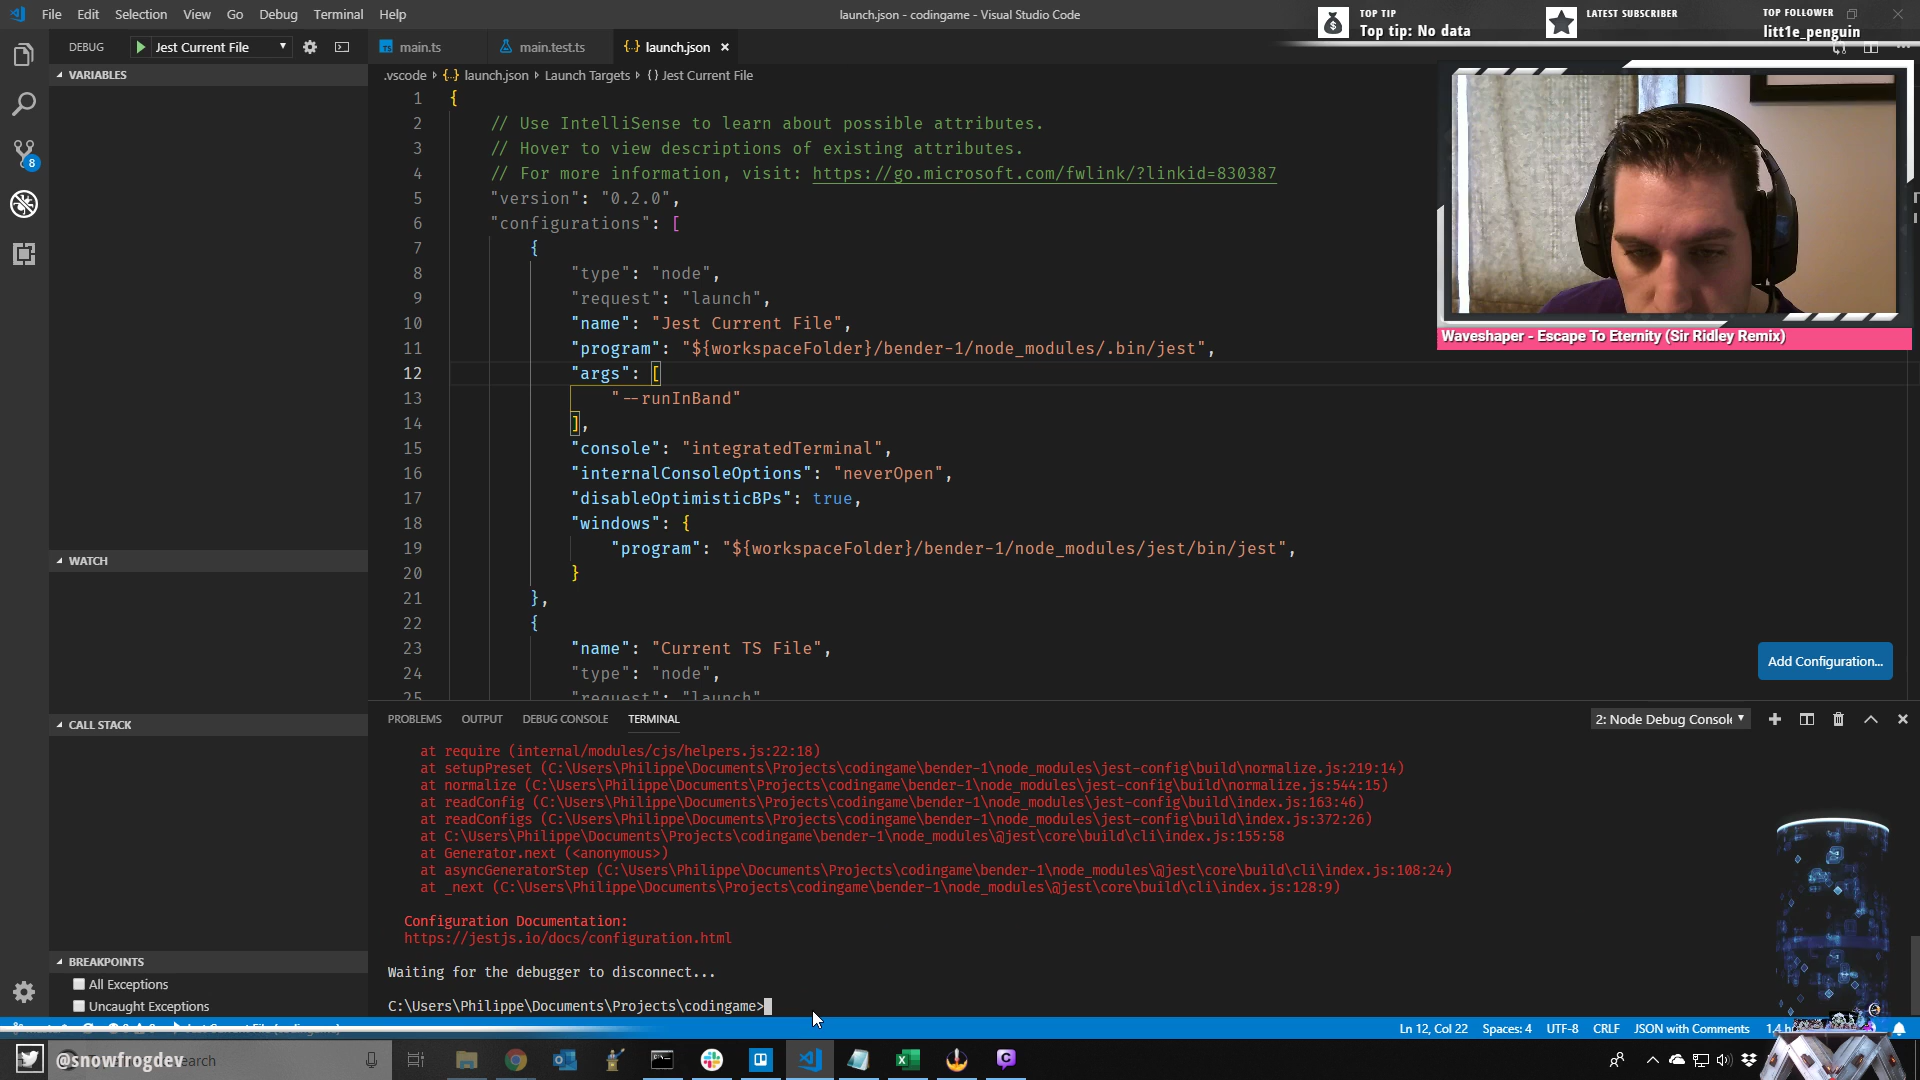 File Edit Selection View Go Debug Terminal Help
launch.json - codingame - Visual Studio Code
TOP TIP
Top tip: No data
LATEST SUBSCRIBER
TOP FOLLOWER
litt1e_penguin
DEBUG
Jest Current File
main.ts
main.test.ts
{..} launch.json
VARIABLES
.vscode {..} launch.json Launch Targets {} Jest Current File
1 {
2 // Use IntelliSense to learn about possible attributes.
3 // Hover to view descriptions of existing attributes.
4 // For more information, visit: https://go.microsoft.com/fwlink/?linkid=830387
5 "version": "0.2.0",
6 "configurations": [
7 {
8 "type": "node",
9 "request": "launch",
10 "name": "Jest Current File",
11 "program": "${workspaceFolder}/bender-1/node_modules/.bin/jest",
12 "args": [
13 "--runInBand"
14 ],
15 "console": "integratedTerminal",
16 "internalConsoleOptions": "neverOpen",
17 "disableOptimisticBPs": true,
18 "windows": {
19 "program": "${workspaceFolder}/bender-1/node_modules/jest/bin/jest",
20 }
21 },
22 {
23 "name": "Current TS File",
24 "type": "node",
25 "request": "launch"
8
Waveshaper - Escape To Eternity (Sir Ridley Remix)
WATCH
Add Configuration...
CALL STACK
PROBLEMS OUTPUT DEBUG CONSOLE TERMINAL
2: Node Debug Console
at require (internal/modules/cjs/helpers.js:22:18)
at setupPreset (C:\Users\Philippe\Documents\Projects\codingame\bender-1\node_modules\jest-config\build\normalize.js:219:14)
at normalize (C:\Users\Philippe\Documents\Projects\codingame\bender-1\node_modules\jest-config\build\normalize.js:544:15)
at readConfig (C:\Users\Philippe\Documents\Projects\codingame\bender-1\node_modules\jest-config\build\index.js:163:46)
at readConfigs (C:\Users\Philippe\Documents\Projects\codingame\bender-1\node_modules\jest-config\build\index.js:372:26)
at C:\Users\Philippe\Documents\Projects\codingame\bender-1\node_modules\@jest\core\build\cli\index.js:155:58
at Generator.next (<anonymous>)
at asyncGeneratorStep (C:\Users\Philippe\Documents\Projects\codingame\bender-1\node_modules\@jest\core\build\cli\index.js:108:24)
at _next (C:\Users\Philippe\Documents\Projects\codingame\bender-1\node_modules\@jest\core\build\cli\index.js:128:9)
Configuration Documentation:
https://jestjs.io/docs/configuration.html
Waiting for the debugger to disconnect...
C:\Users\Philippe\Documents\Projects\codingame>
BREAKPOINTS
All Exceptions
Uncaught Exceptions
Ln 12, Col 22 Spaces: 4 UTF-8 CRLF JSON with Comments
@snowfrogdev